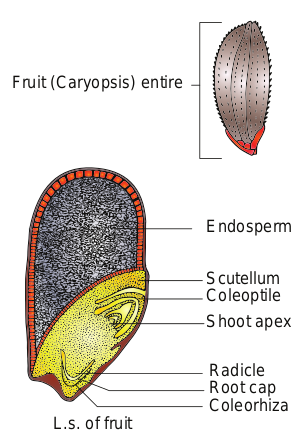 Fruit (Caryopsis) entire
Endosperm
Scutellum
Coleoptile
Shoot apex
Radicle
Root cap
Coleorhiza
L.s. of fruit